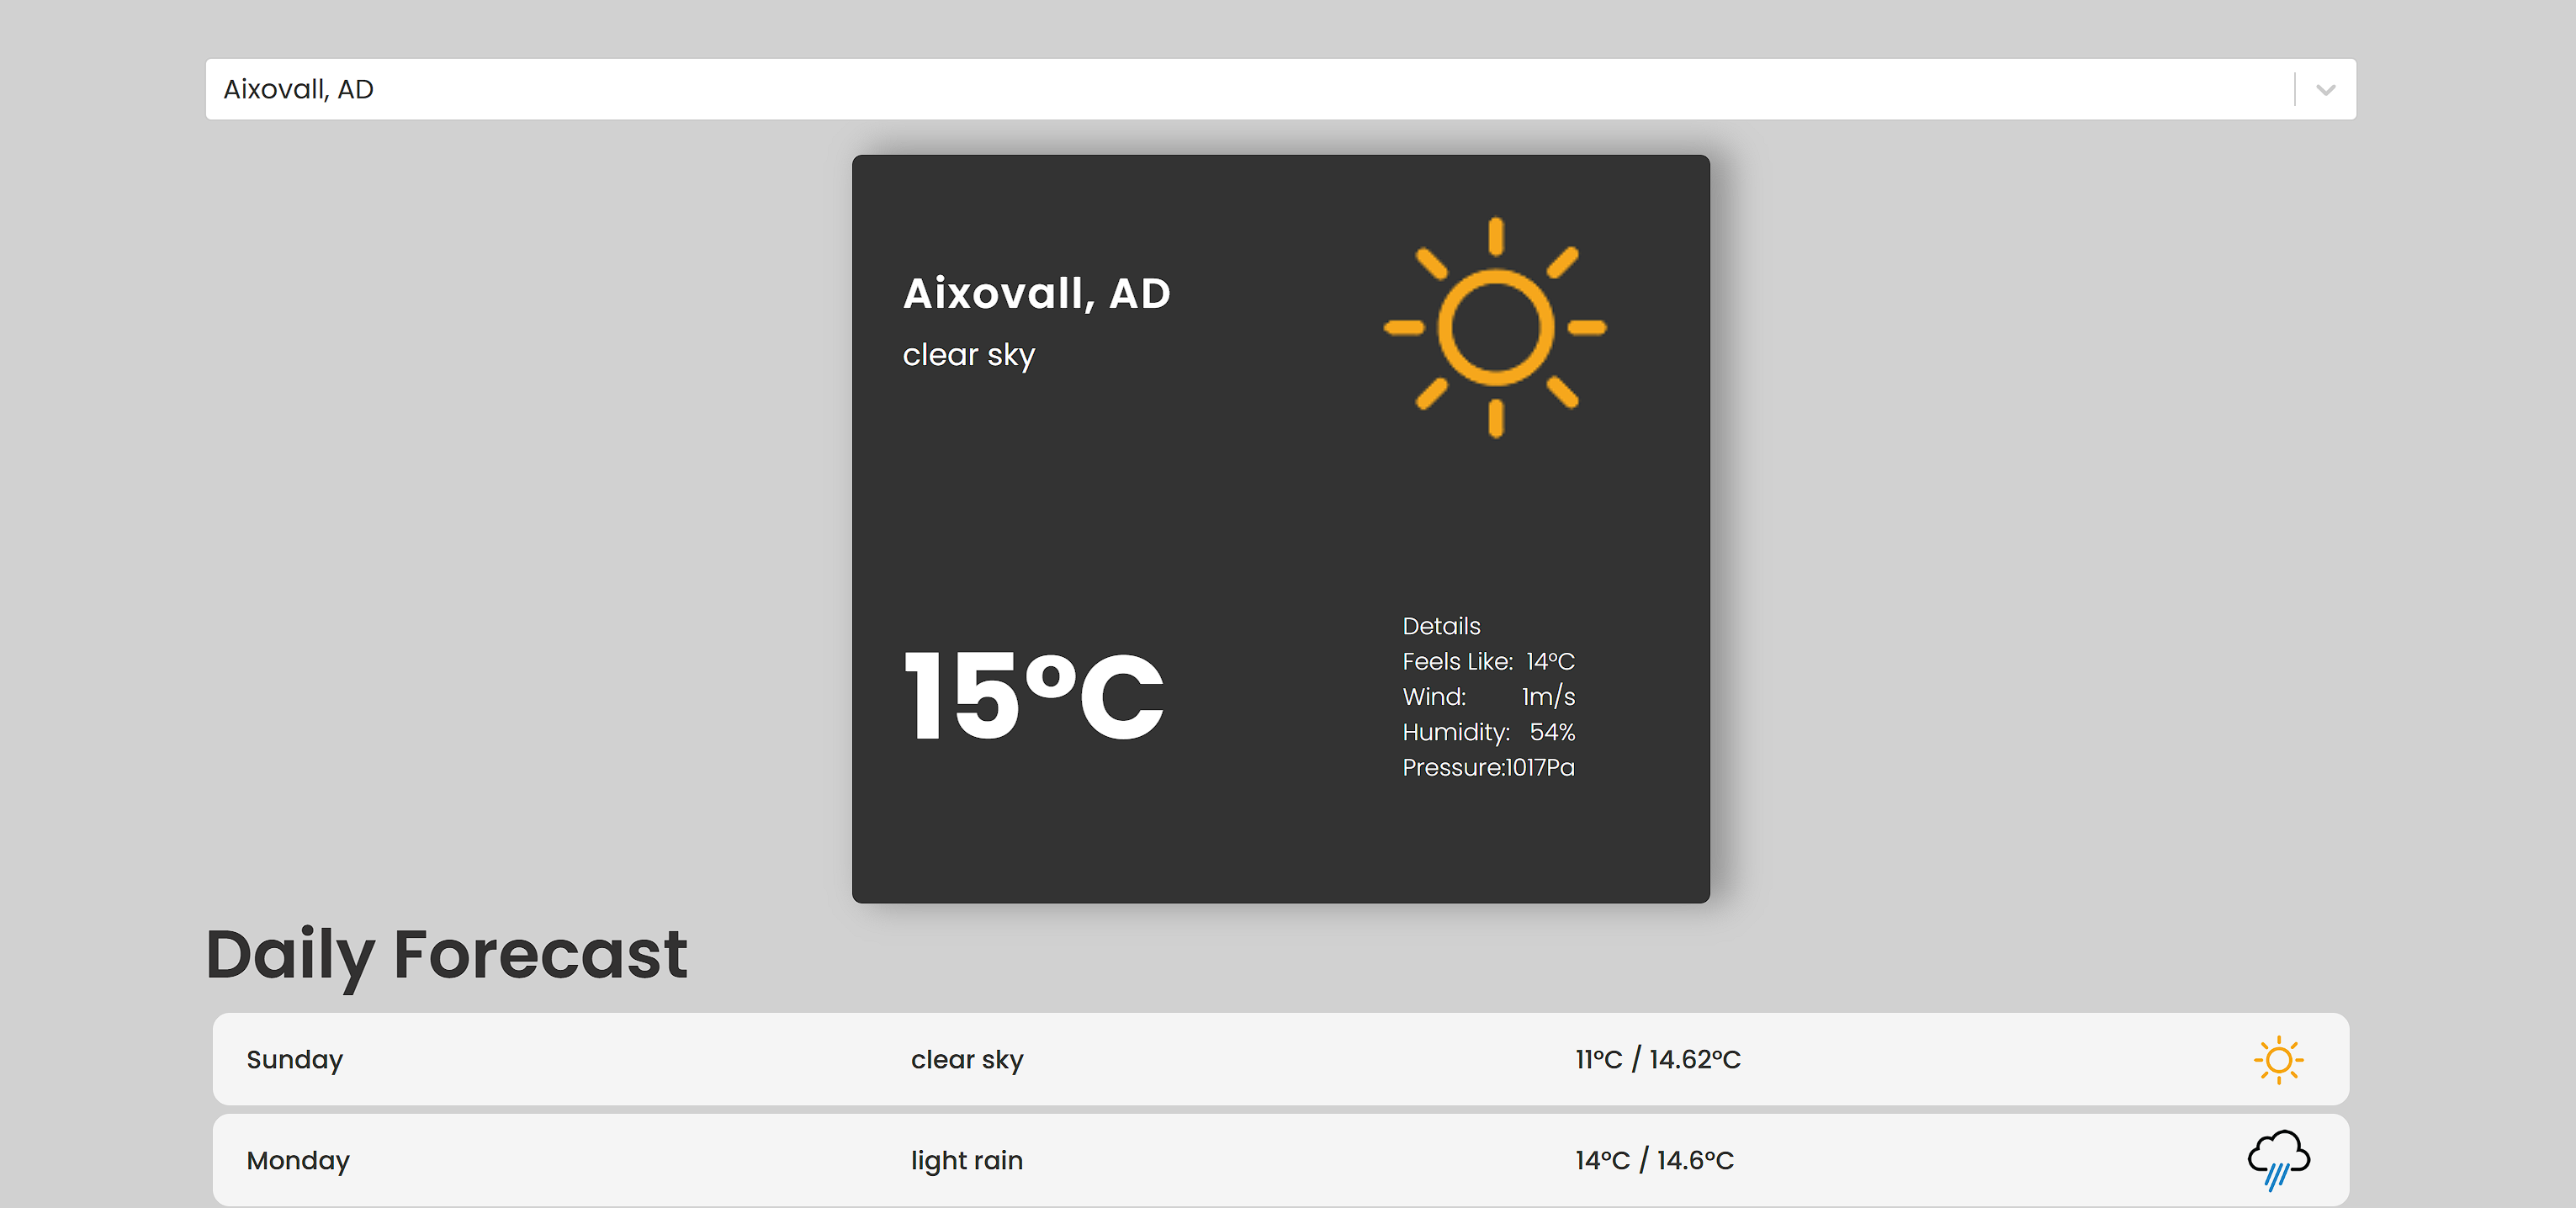 Aixovall, AD
Aixovall, AD
clear sky
15°C
Details
Feels Like: 14°C
Wind: 1m/s
Humidity: 54%
Pressure:1017Pa
Daily Forecast
Sunday clear sky 11°C / 14.62°C
Monday light rain 14°C / 14.6°C